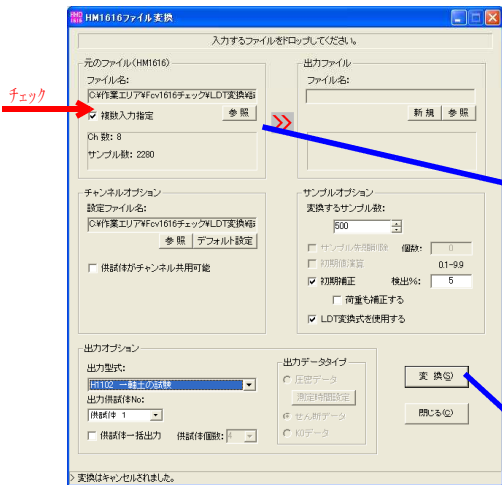 HM1616ファイル変換
入力するファイルをドロップしてください。
元のファイル(HM1616)
ファイル名:
C:¥作業エリア¥Fcv1616チェック¥LDT変換¥
複数入力指定
参照
Ch 数: 8
サンプル数: 2280
チェック
出力ファイル
ファイル名:
新規
参照
チャンネルオプション
設定ファイル名:
C:¥作業エリア¥Fcv1616チェック¥LDT変換¥
参照
デフォルト設定
供試体がチャンネル共用可能
サンプルオプション
変換するサンプル数:
500
サンプル先頭削除 個数: 0
初期値演算 0.1-9.9
初期補正 検出%: 5
荷重も補正する
LDT変換式を使用する
出力オプション
出力型式:
H1102 一軸土の試験
出力供試体No:
供試体 1
供試体一括出力 供試体個数: 4
出力データタイプ
圧密データ
測定時間設定
せん断データ
K0データ
変 換(S)
閉じる(C)
> 変換はキャンセルされました。